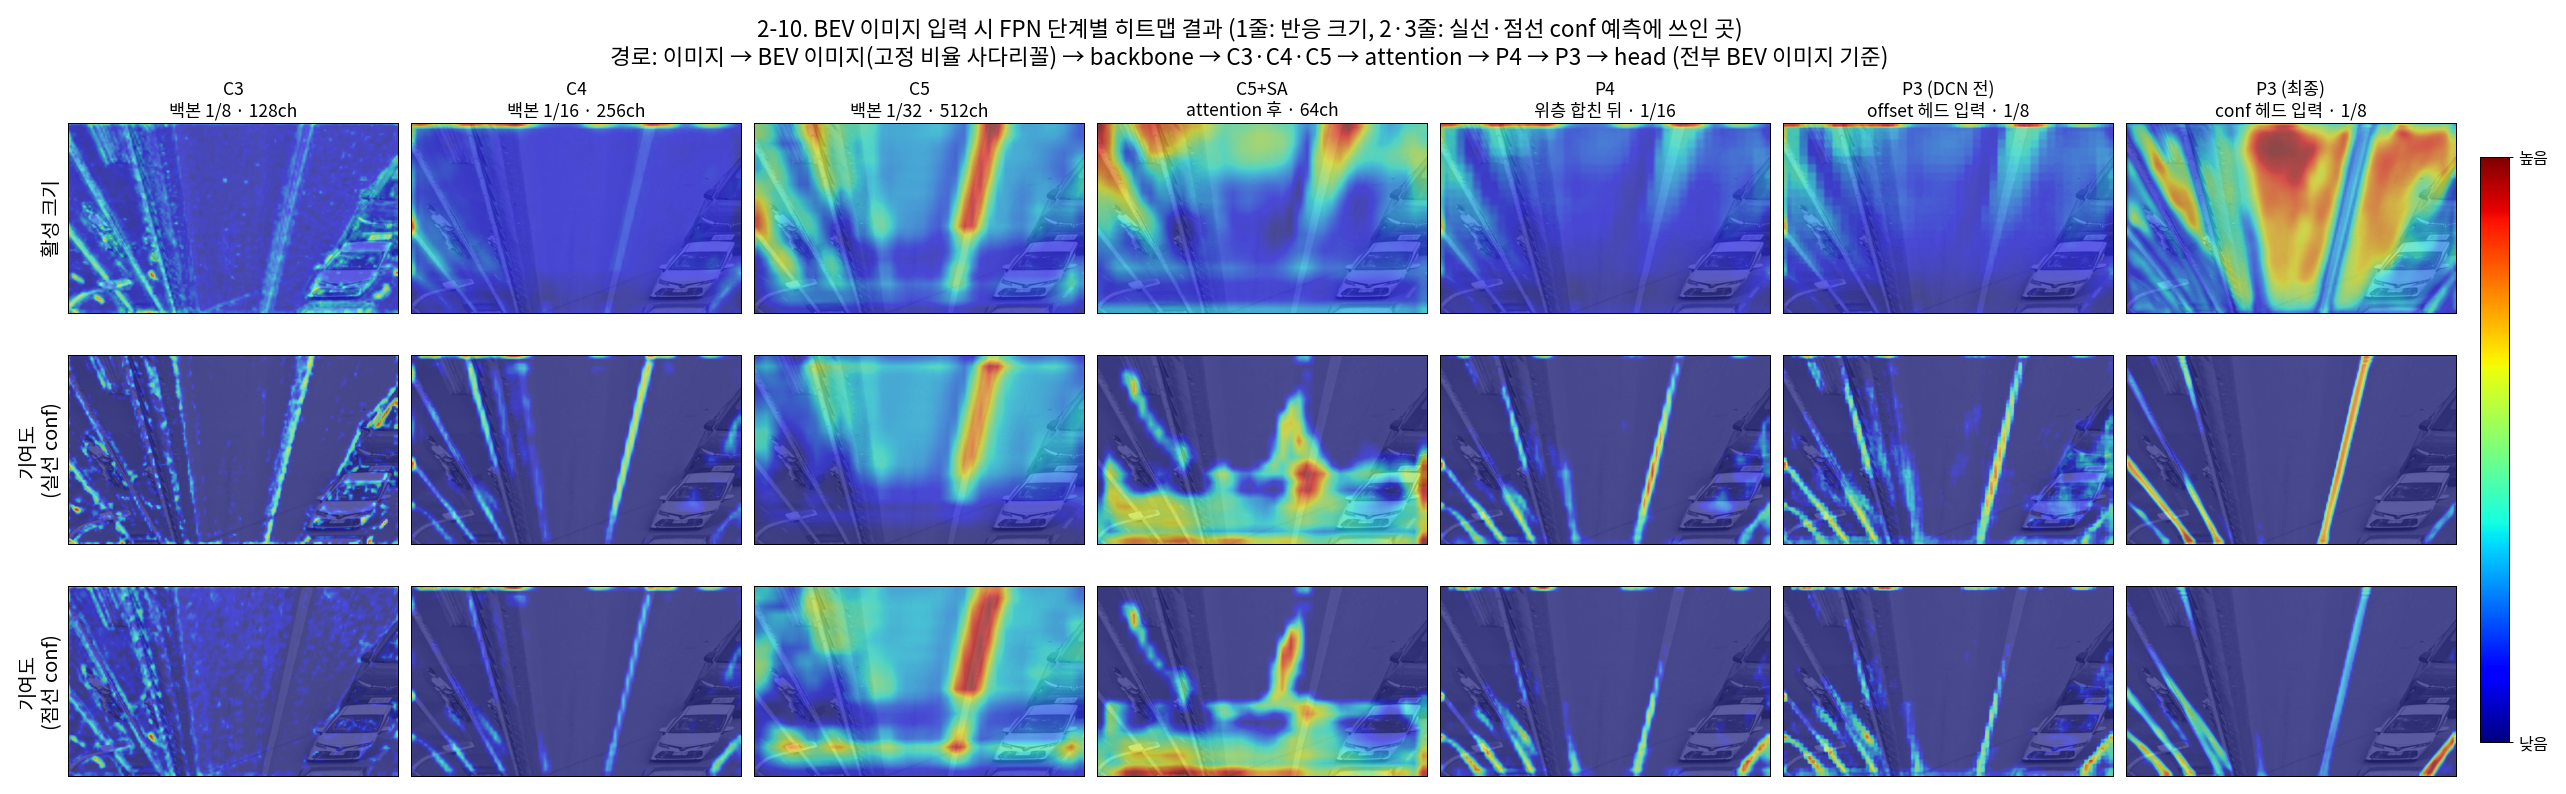 2-10. BEV 이미지 입력 시 FPN 단계별 히트맵 결과 (1줄: 반응 크기, 2·3줄: 실선·점선 conf 예측에 쓰인 곳)
경로: 이미지 → BEV 이미지(고정 비율 사다리꼴) → backbone → C3·C4·C5 → attention → P4 → P3 → head (전부 BEV 이미지 기준)
C3
백본 1/8 · 128ch
C4
백본 1/16 · 256ch
C5
백본 1/32 · 512ch
C5+SA
attention 후 · 64ch
P4
위층 합친 뒤 · 1/16
P3 (DCN 전)
offset 헤드 입력 · 1/8
P3 (최종)
conf 헤드 입력 · 1/8
활성 크기
기여도
(실선 conf)
기여도
(점선 conf)
높음
낮음